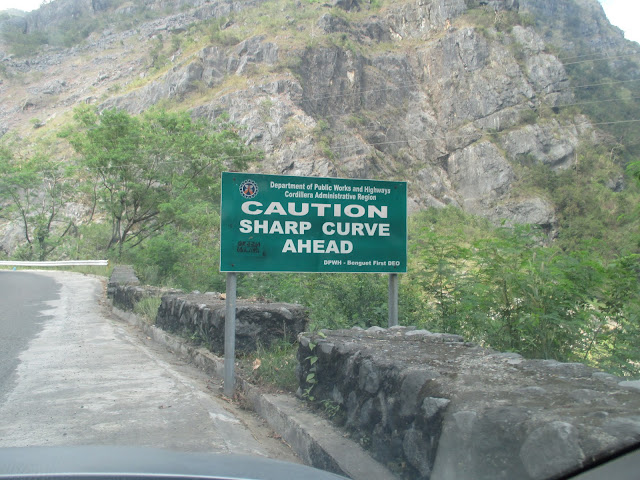 Department of Public Works and Highways
Cordillera Administrative Region
CAUTION
SHARP CURVE
AHEAD
DPWH - Benguet First DEO